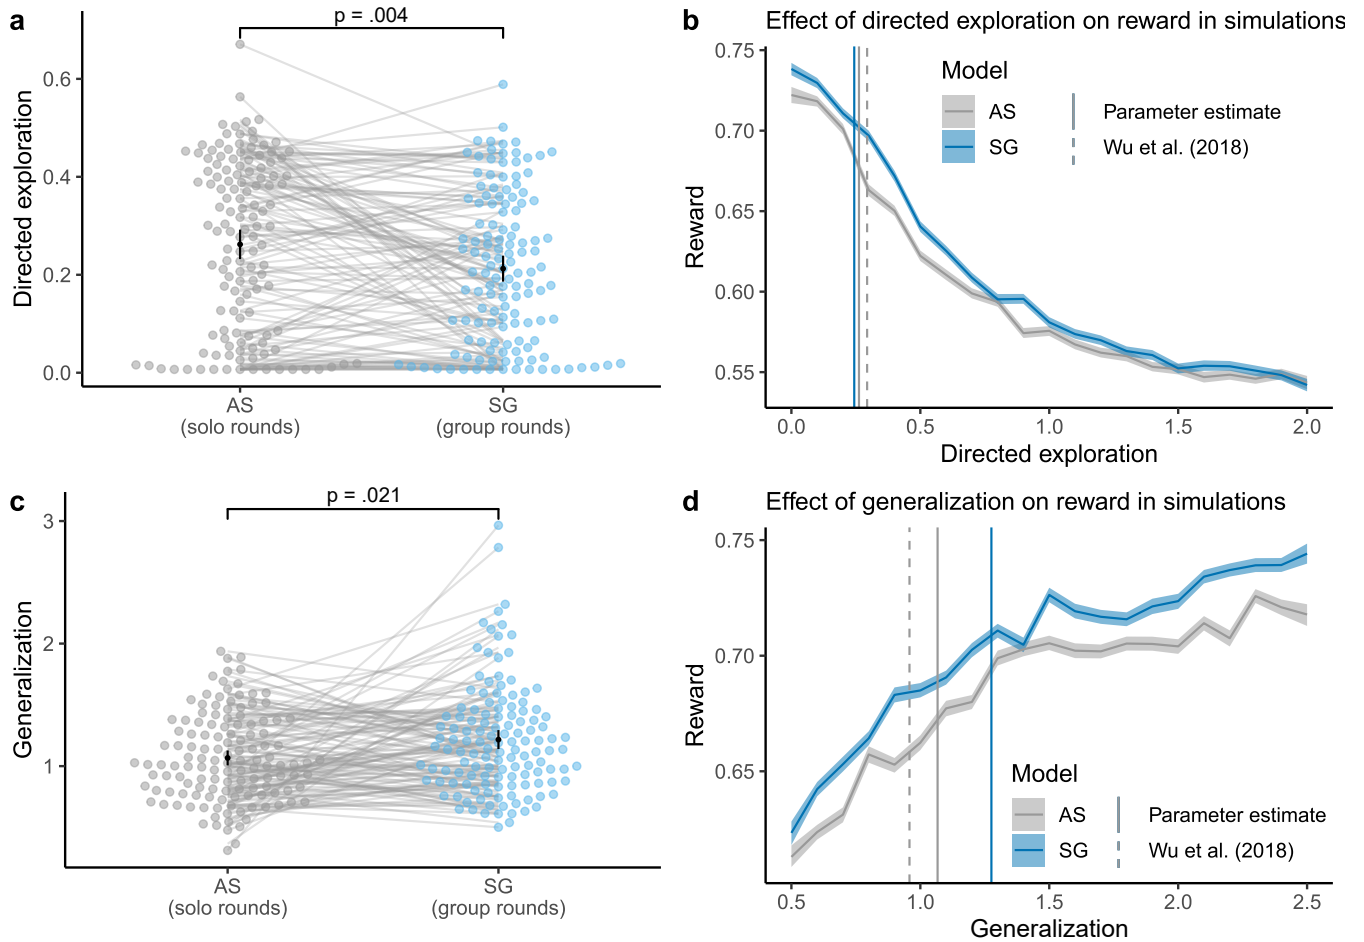 a
p = .004
Directed exploration
0.6
0.4
0.2
0.0
AS
(solo rounds)
SG
(group rounds)
b
Effect of directed exploration on reward in simulations
Reward
0.75
0.70
0.65
0.60
0.55
Model
AS
SG
Parameter estimate
Wu et al. (2018)
0.0
0.5
1.0
1.5
2.0
Directed exploration
c
p = .021
Generalization
3
2
1
AS
(solo rounds)
SG
(group rounds)
d
Effect of generalization on reward in simulations
Reward
0.75
0.70
0.65
Model
AS
SG
Parameter estimate
Wu et al. (2018)
0.5
1.0
1.5
2.0
2.5
Generalization